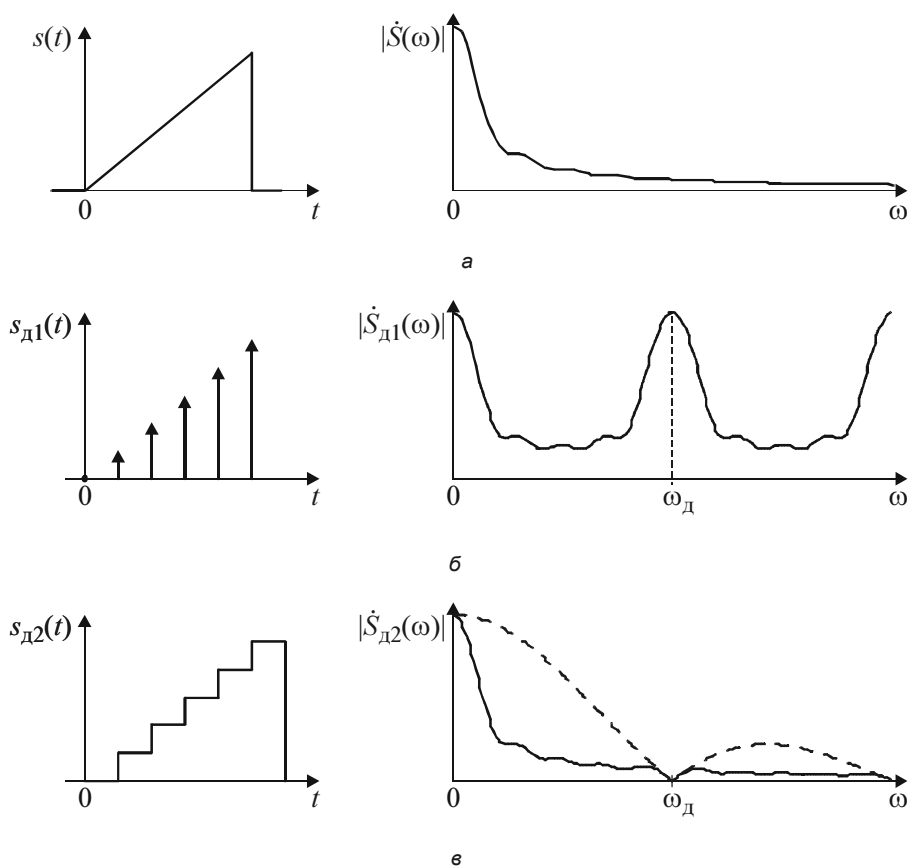 s(t)
|Ṡ(ω)|
0
t
0
ω
а
sд1(t)
|Ṡд1(ω)|
0
t
0
ωд
ω
б
sд2(t)
|Ṡд2(ω)|
0
t
0
ωд
ω
в